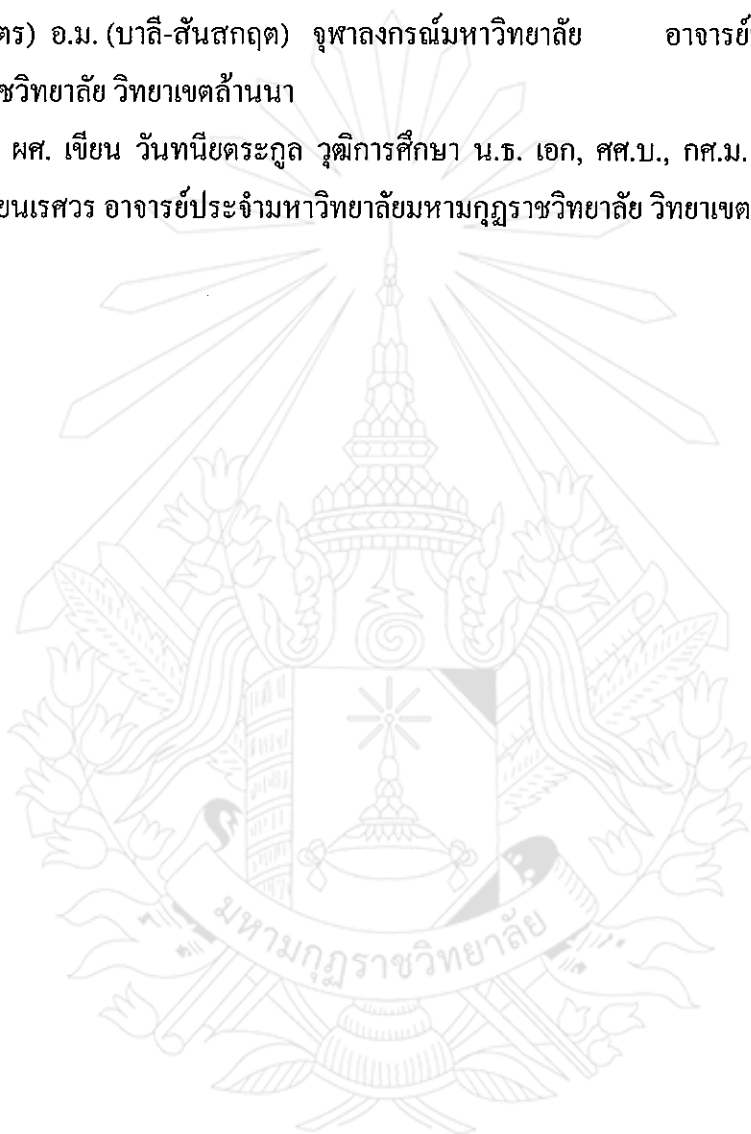 ตร) อ.ม. (บาลี-สันสกฤต) จุฬาลงกรณ์มหาวิทยาลัย อาจารย์
ชวิทยาลัย วิทยาเขตล้านนา
ผศ. เขียน วันทนียตระกูล วุฒิการศึกษา น.ธ. เอก, ศศ.บ., กศ.ม.
ยนเรศวร อาจารย์ประจำมหาวิทยาลัยมหามกุฏราชวิทยาลัย วิทยาเขต
มหามกุฏราชวิทยาลัย